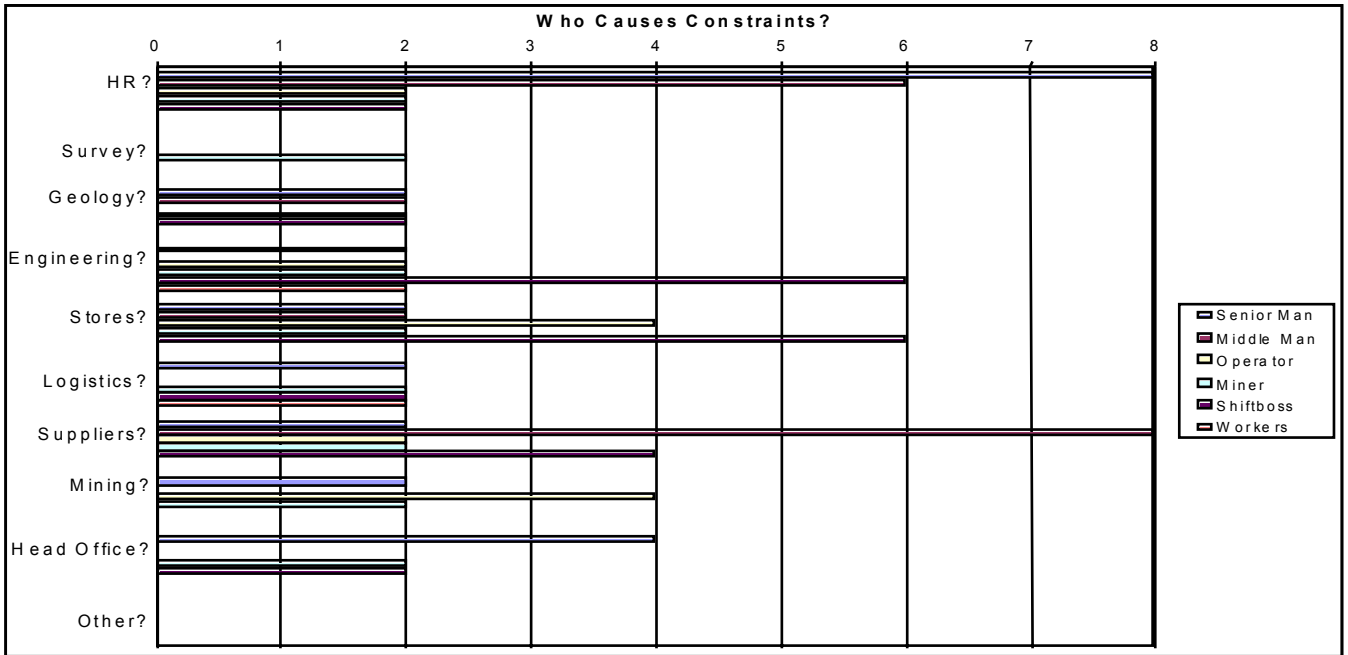 Who Causes Constraints?
0 1 2 3 4 5 6 7 8
HR?
Survey?
Geology?
Engineering?
Stores?
Logistics?
Suppliers?
Mining?
Head Office?
Other?
Senior Man
Middle Man
Operator
Miner
Shiftboss
Workers